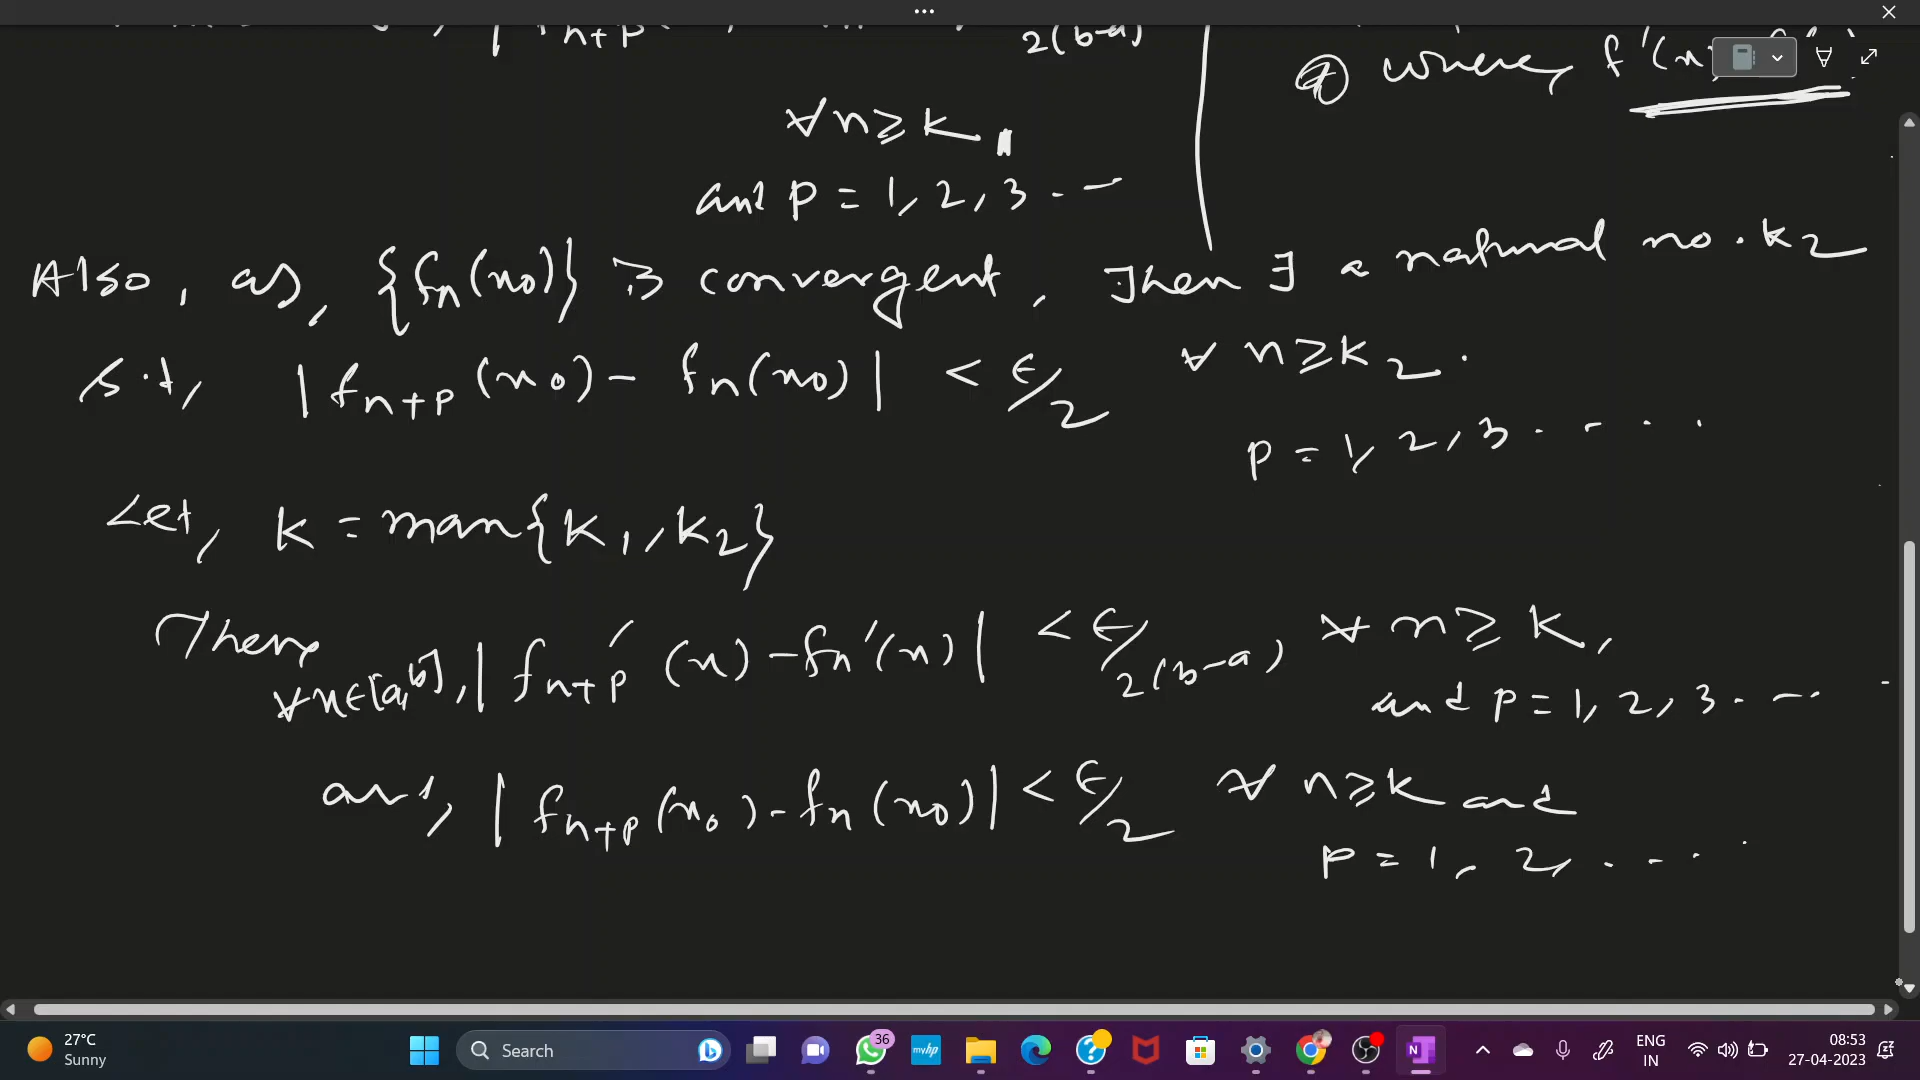 2(b-a)
④ where, f'(x)
∀ n ≥ k₁
and p = 1, 2, 3 . . –
Also, as, {fₙ(x₀)} is convergent, Then ∃ a natural no. k₂
s.t, |fₙ₊ₚ(x₀) - fₙ(x₀)| < ε/2 ∀ n ≥ k₂.
p = 1, 2, 3 . . . .
Let, k = max{k₁, k₂}
Then,
∀x∈[a,b], |fₙ₊ₚ'(x) - fₙ'(x)| < ε/2(b-a) ∀ n ≥ k,
and p = 1, 2, 3 . – ..
and, |fₙ₊ₚ(x₀) - fₙ(x₀)| < ε/2 ∀ n ≥ k and
p = 1, 2, . . . .
27°C
Sunny
Search
36
myhp
ENG
IN
08:53
27-04-2023